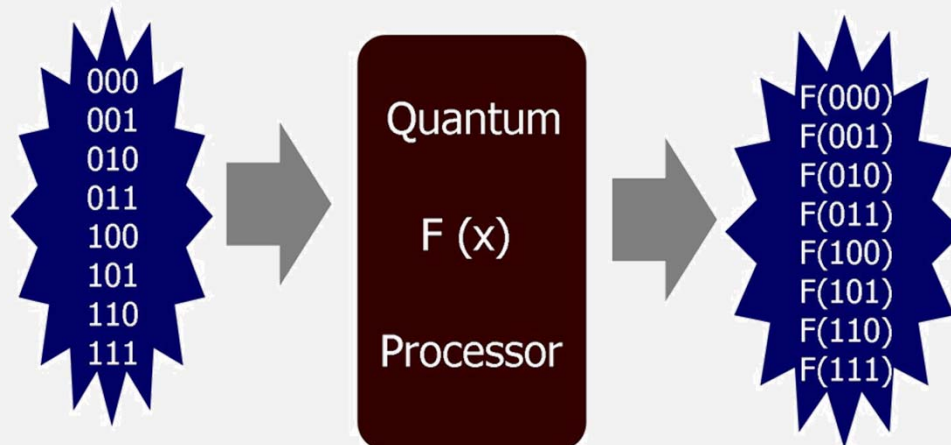 000
001
010
011
100
101
110
111
Quantum
F (x)
Processor
F(000)
F(001)
F(010)
F(011)
F(100)
F(101)
F(110)
F(111)